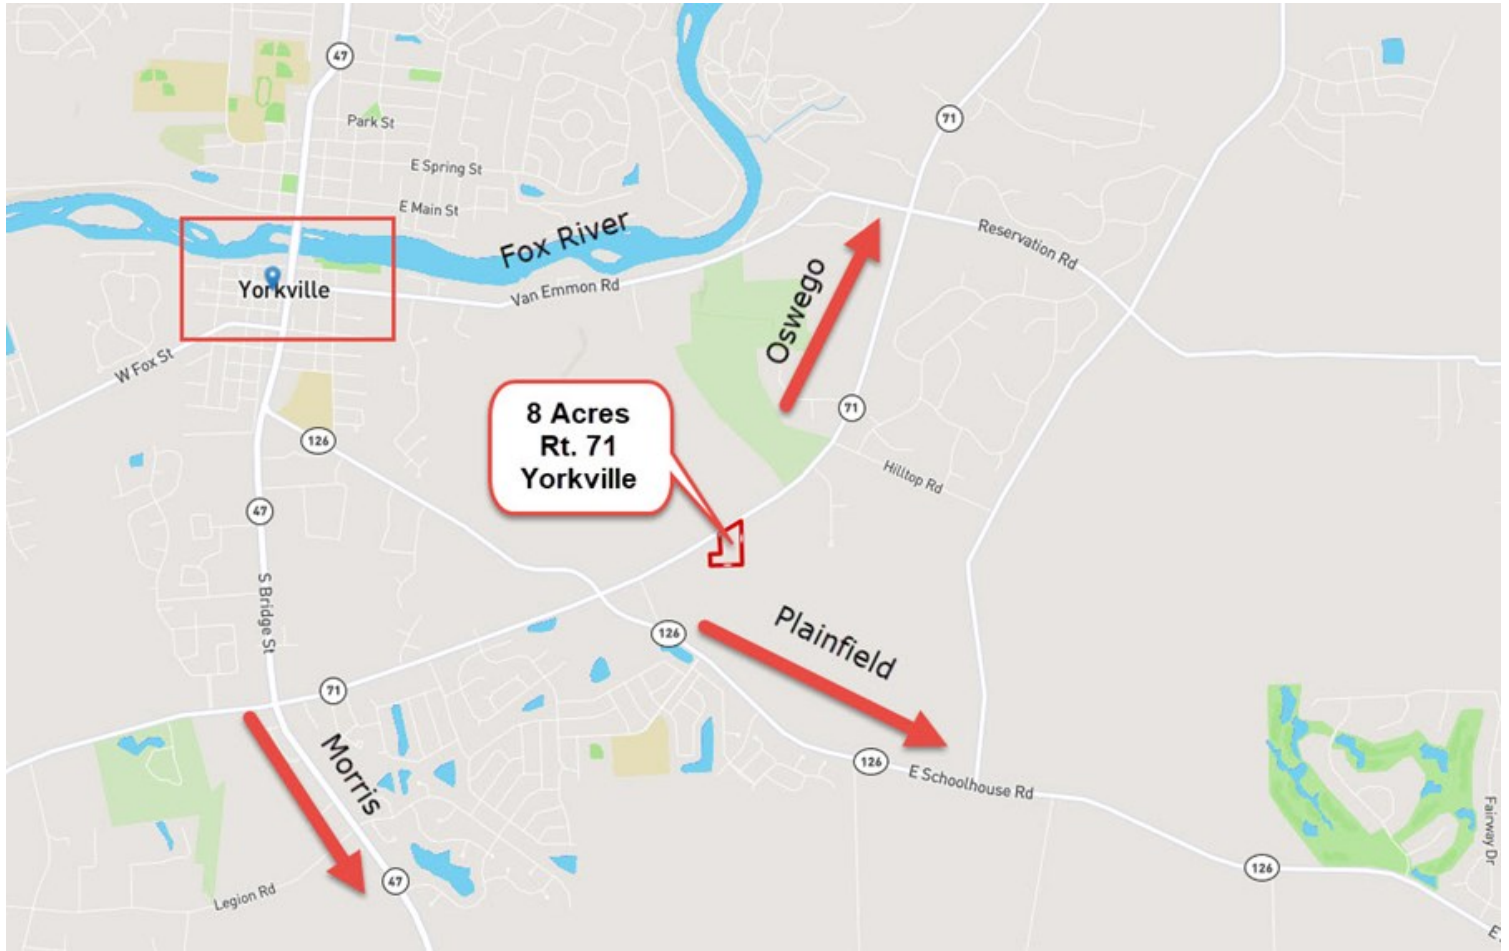 47
Park St
E Spring St
E Main St
71
Fox River
Reservation Rd
Yorkville
Van Emmon Rd
Oswego
W Fox St
8 Acres
Rt. 71
Yorkville
71
126
Hilltop Rd
47
S Bridge St
126
Plainfield
71
Morris
126
E Schoolhouse Rd
Fairway Dr
47
Legion Rd
126